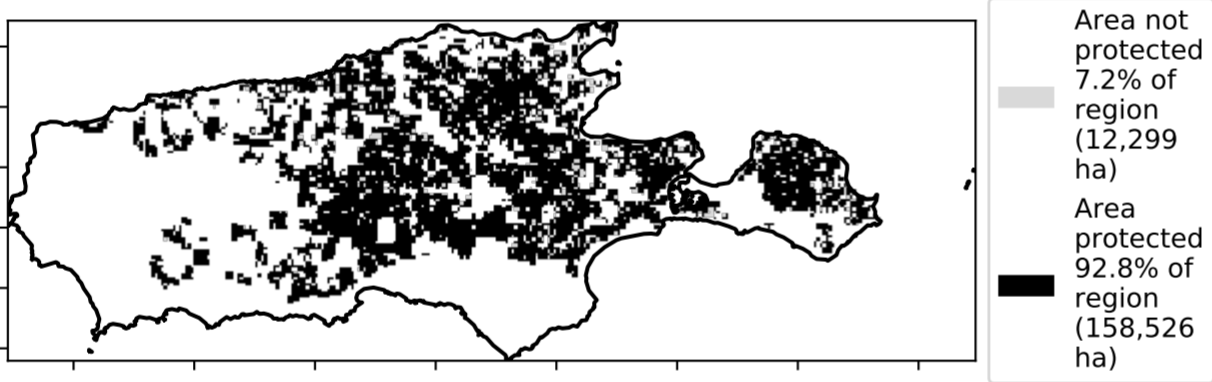 Area not
protected
7.2% of
region
(12,299
ha)
Area
protected
92.8% of
region
(158,526
ha)